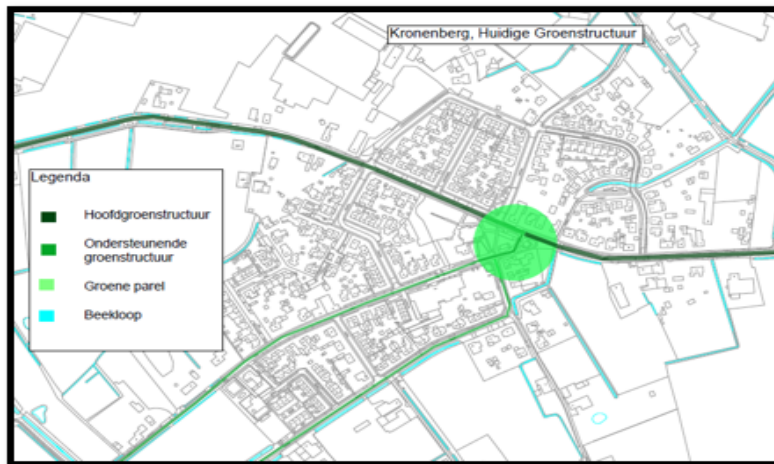 Kronenberg, Huidige Groenstructuur
Legenda
Hoofdgroenstructuur
Ondersteunende
groenstructuur
Groene parel
Beekloop